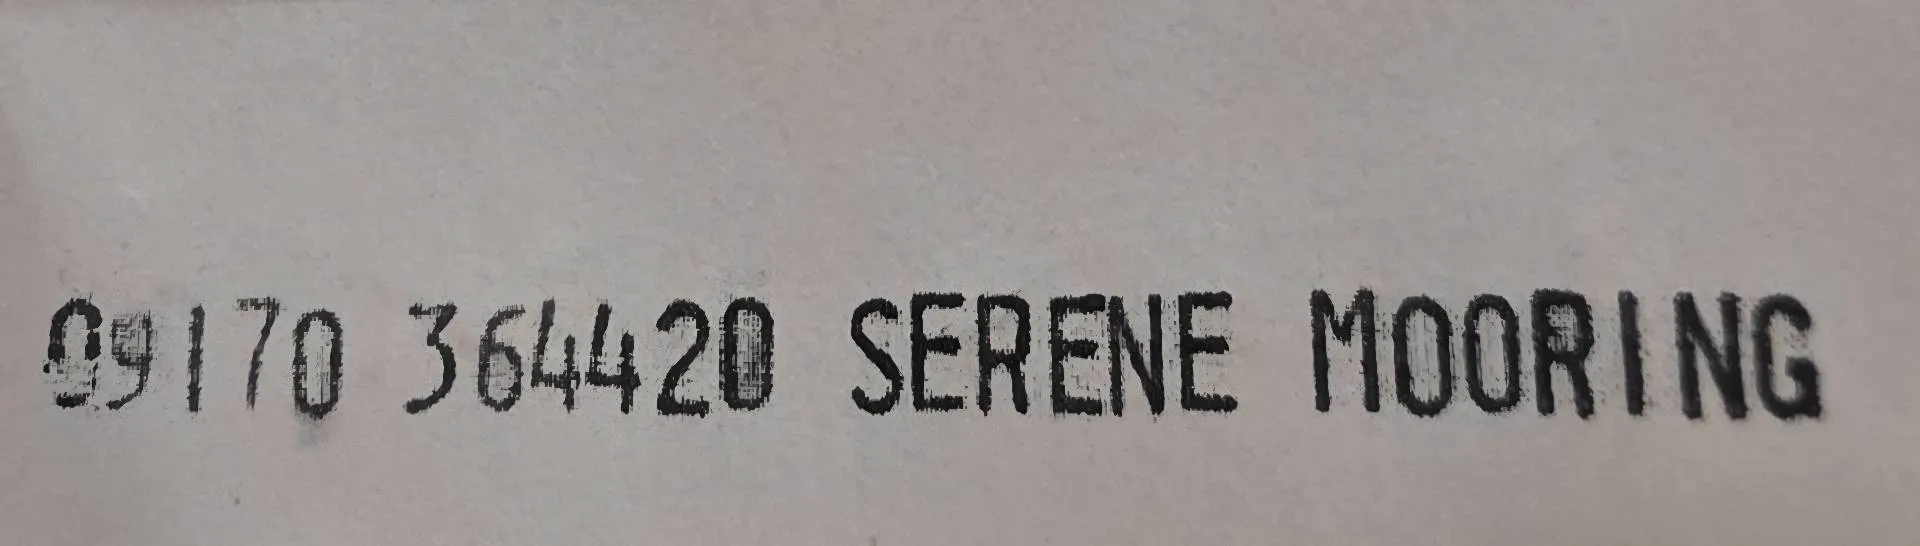 09170 364420 SERENE MOORING